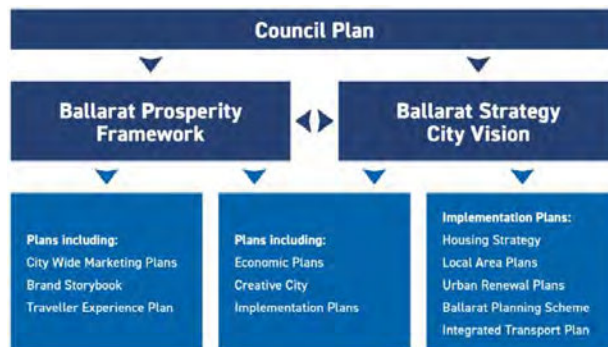 Council Plan
Ballarat Prosperity
Framework
Ballarat Strategy
City Vision
Plans including:
City Wide Marketing Plans
Brand Storybook
Traveller Experience Plan
Plans including:
Economic Plans
Creative City
Implementation Plans
Implementation Plans:
Housing Strategy
Local Area Plans
Urban Renewal Plans
Ballarat Planning Scheme
Integrated Transport Plan